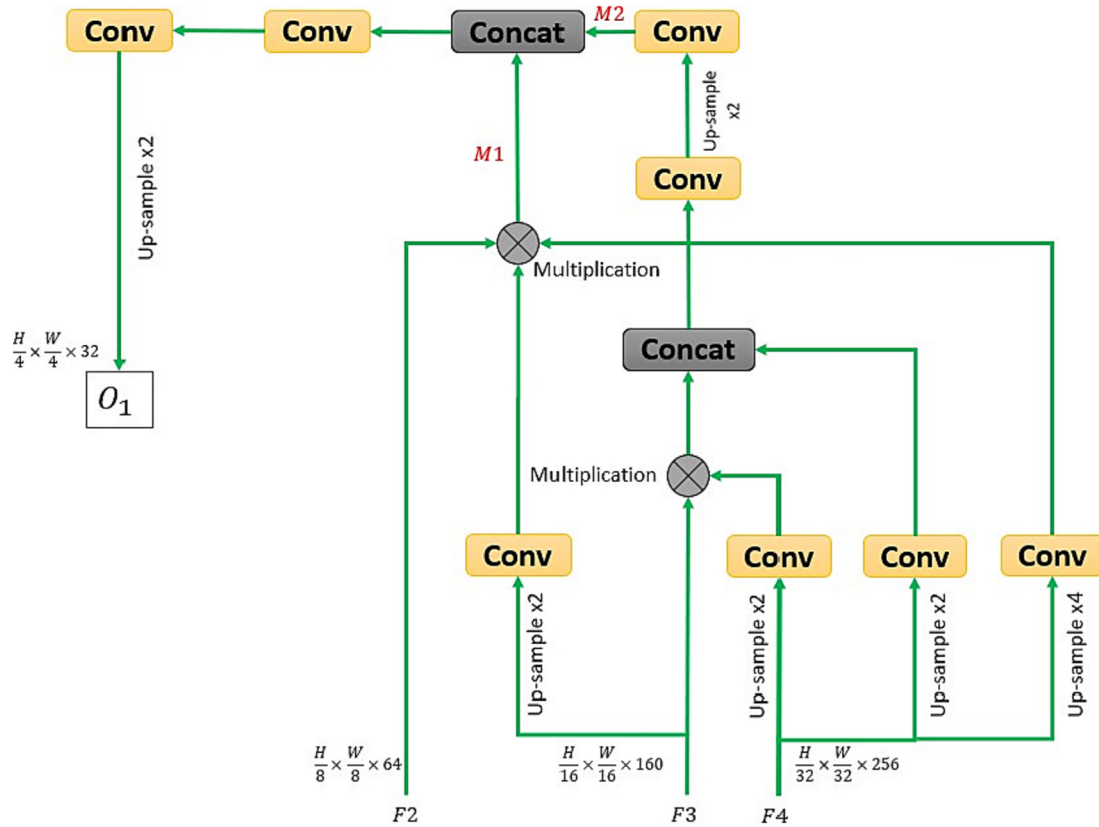 Conv
Conv
Concat
M2
Conv
Up-sample x2
Up-sample
x2
M1
Conv
Multiplication
H/4 × W/4 × 32
O₁
Concat
Multiplication
Conv
Conv
Conv
Conv
Up-sample x2
Up-sample x2
Up-sample x2
Up-sample x4
H/8 × W/8 × 64
H/16 × W/16 × 160
H/32 × W/32 × 256
F2
F3
F4